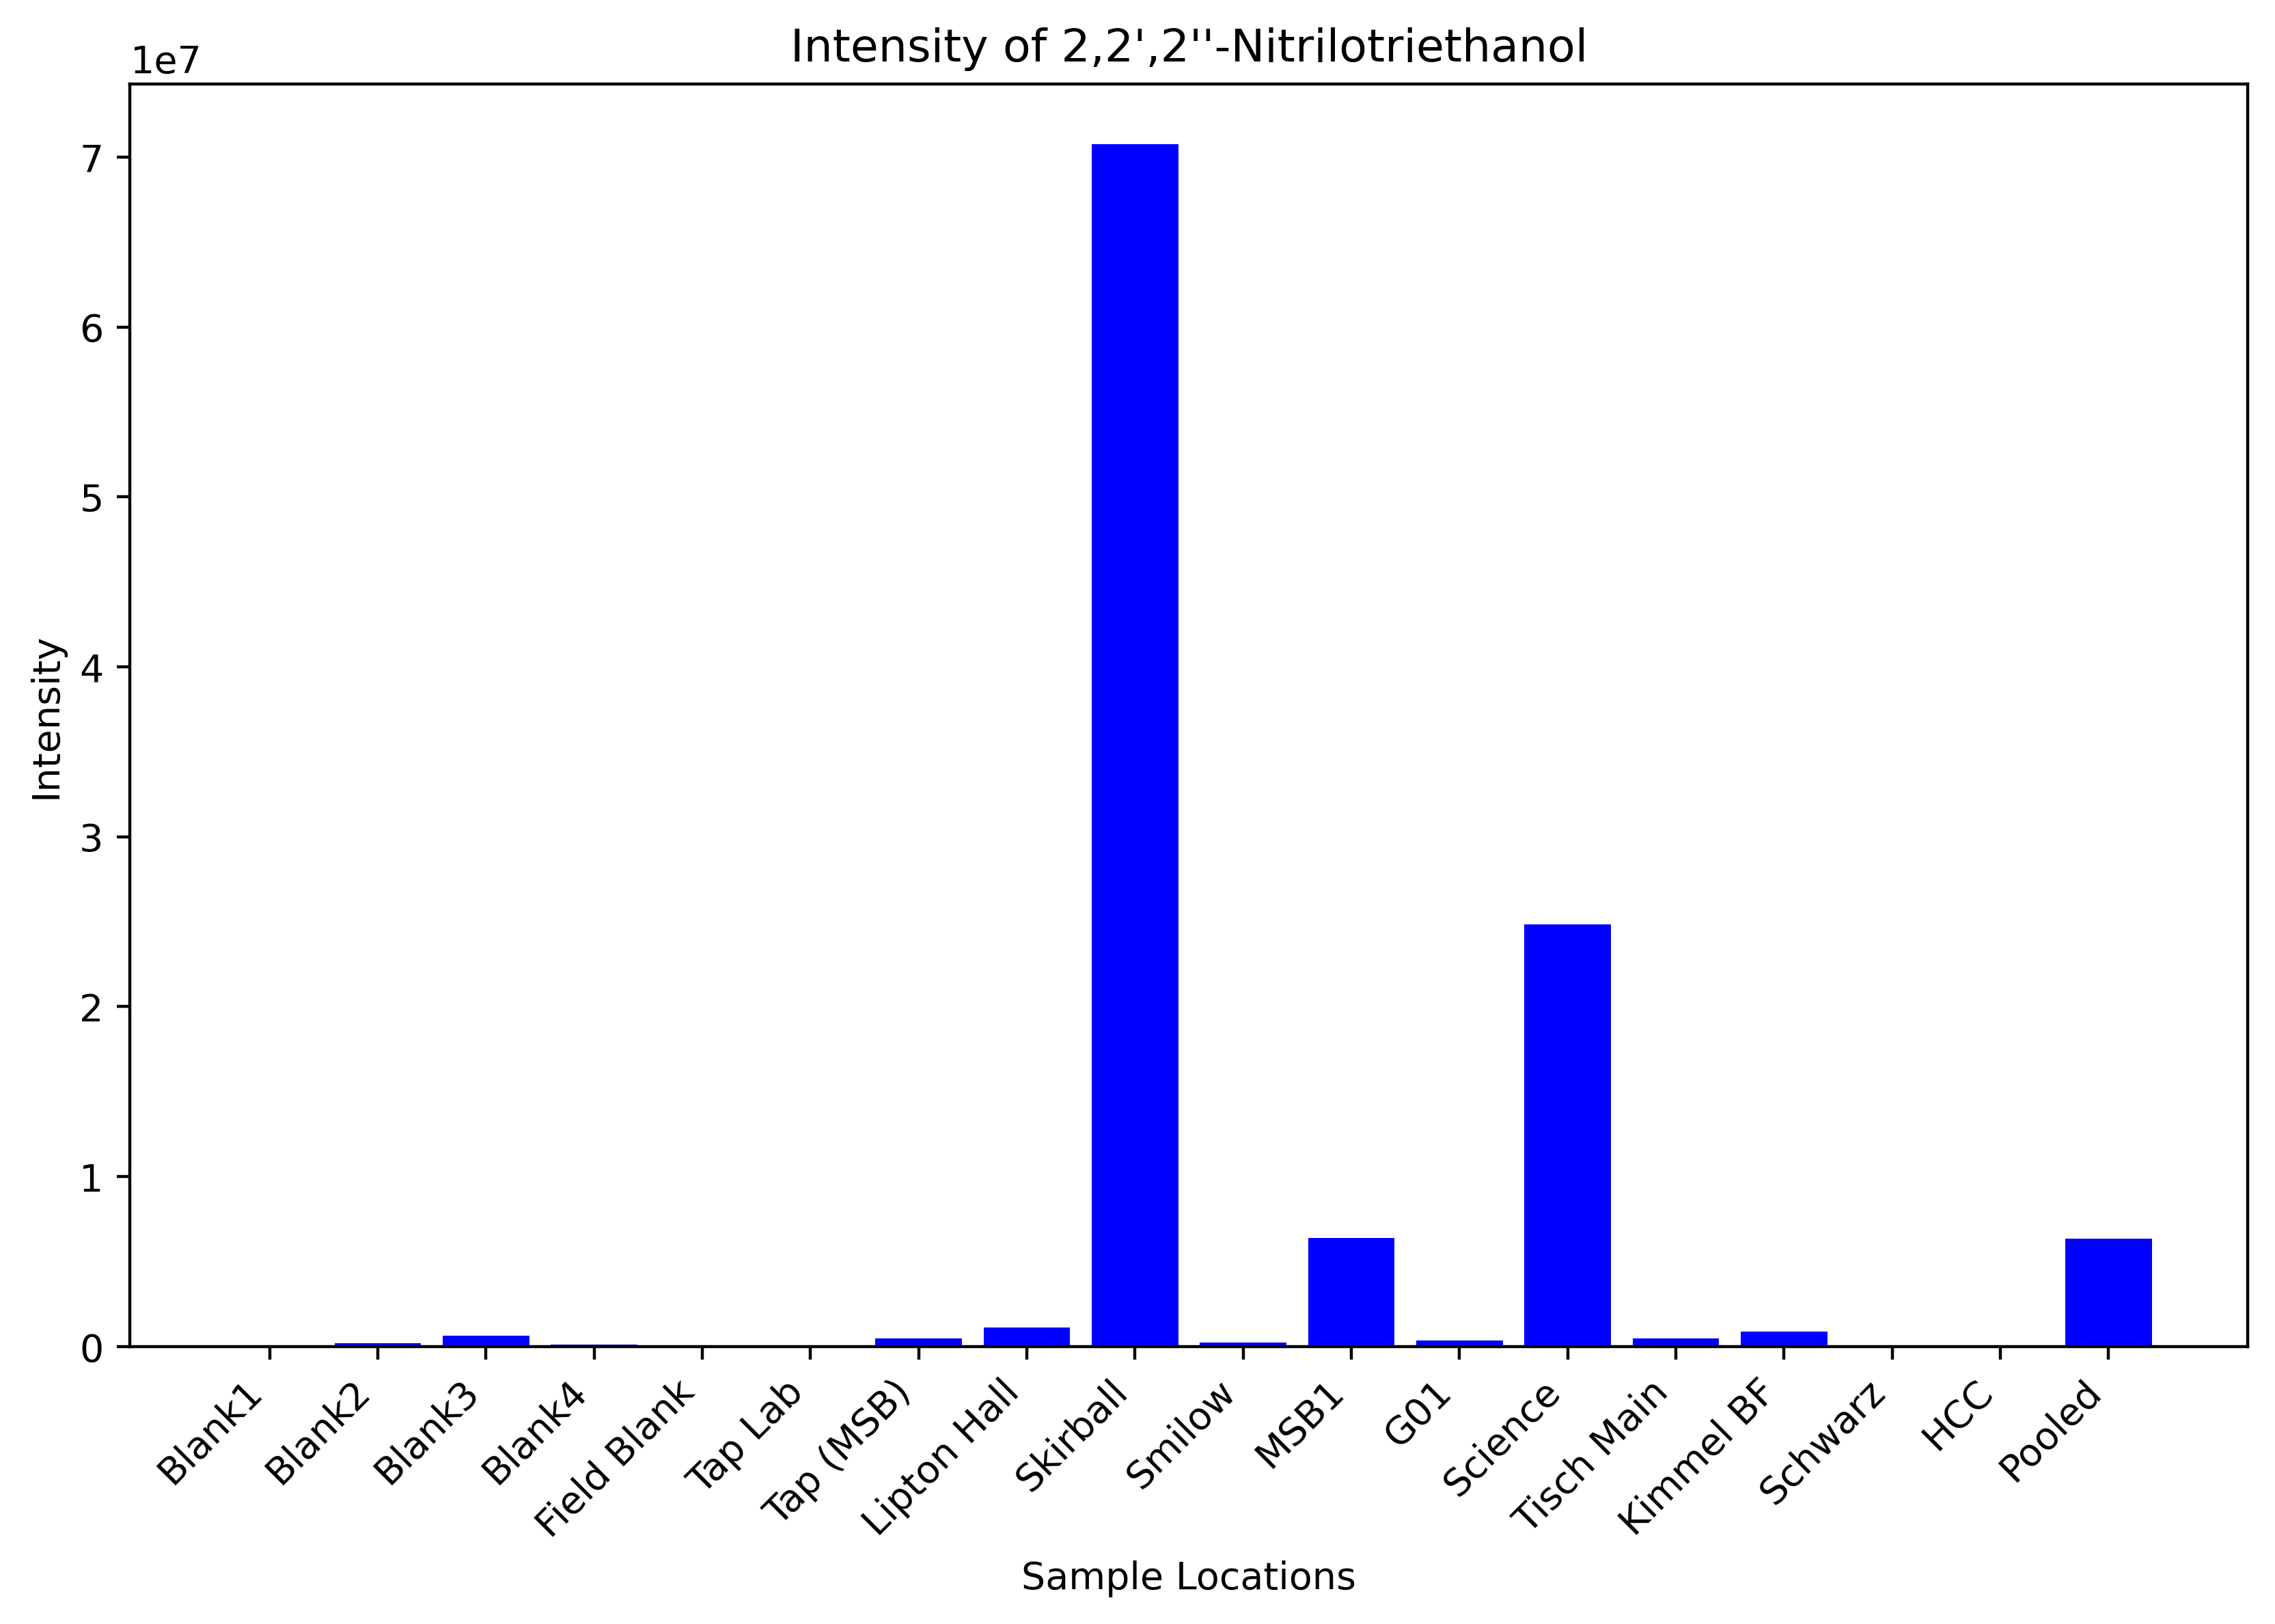 Intensity of 2,2',2''-Nitrilotriethanol
1e7
7
6
5
4
3
2
1
0
Intensity
Blank1
Blank2
Blank3
Blank4
Field Blank
Tap Lab
Tap (MSB)
Lipton Hall
Skirball
Smilow
MSB1
G01
Science
Tisch Main
Kimmel BF
Schwarz
HCC
Pooled
Sample Locations